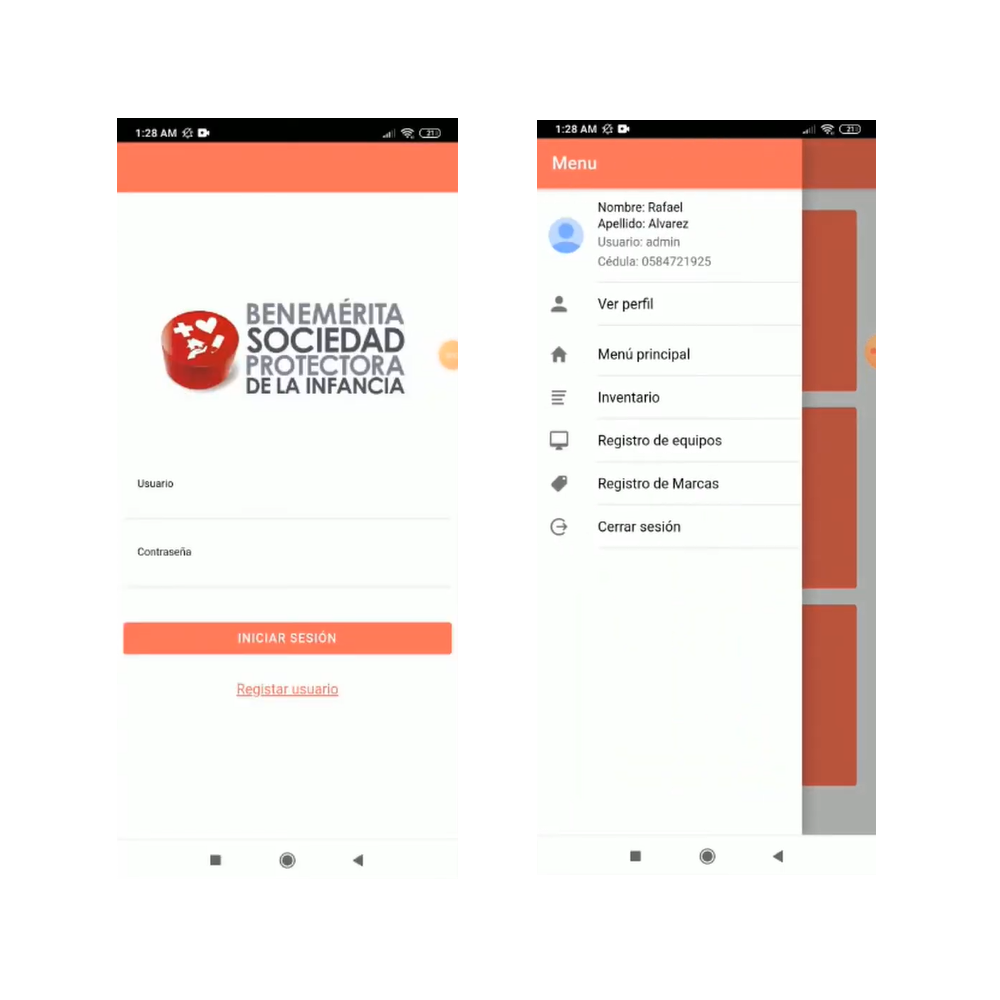 1:28 AM
21
BENEMÉRITA
SOCIEDAD
PROTECTORA
DE LA INFANCIA
Usuario
Contraseña
INICIAR SESIÓN
Registar usuario
1:28 AM
21
Menu
Nombre: Rafael
Apellido: Alvarez
Usuario: admin
Cédula: 0584721925
Ver perfil
Menú principal
Inventario
Registro de equipos
Registro de Marcas
Cerrar sesión